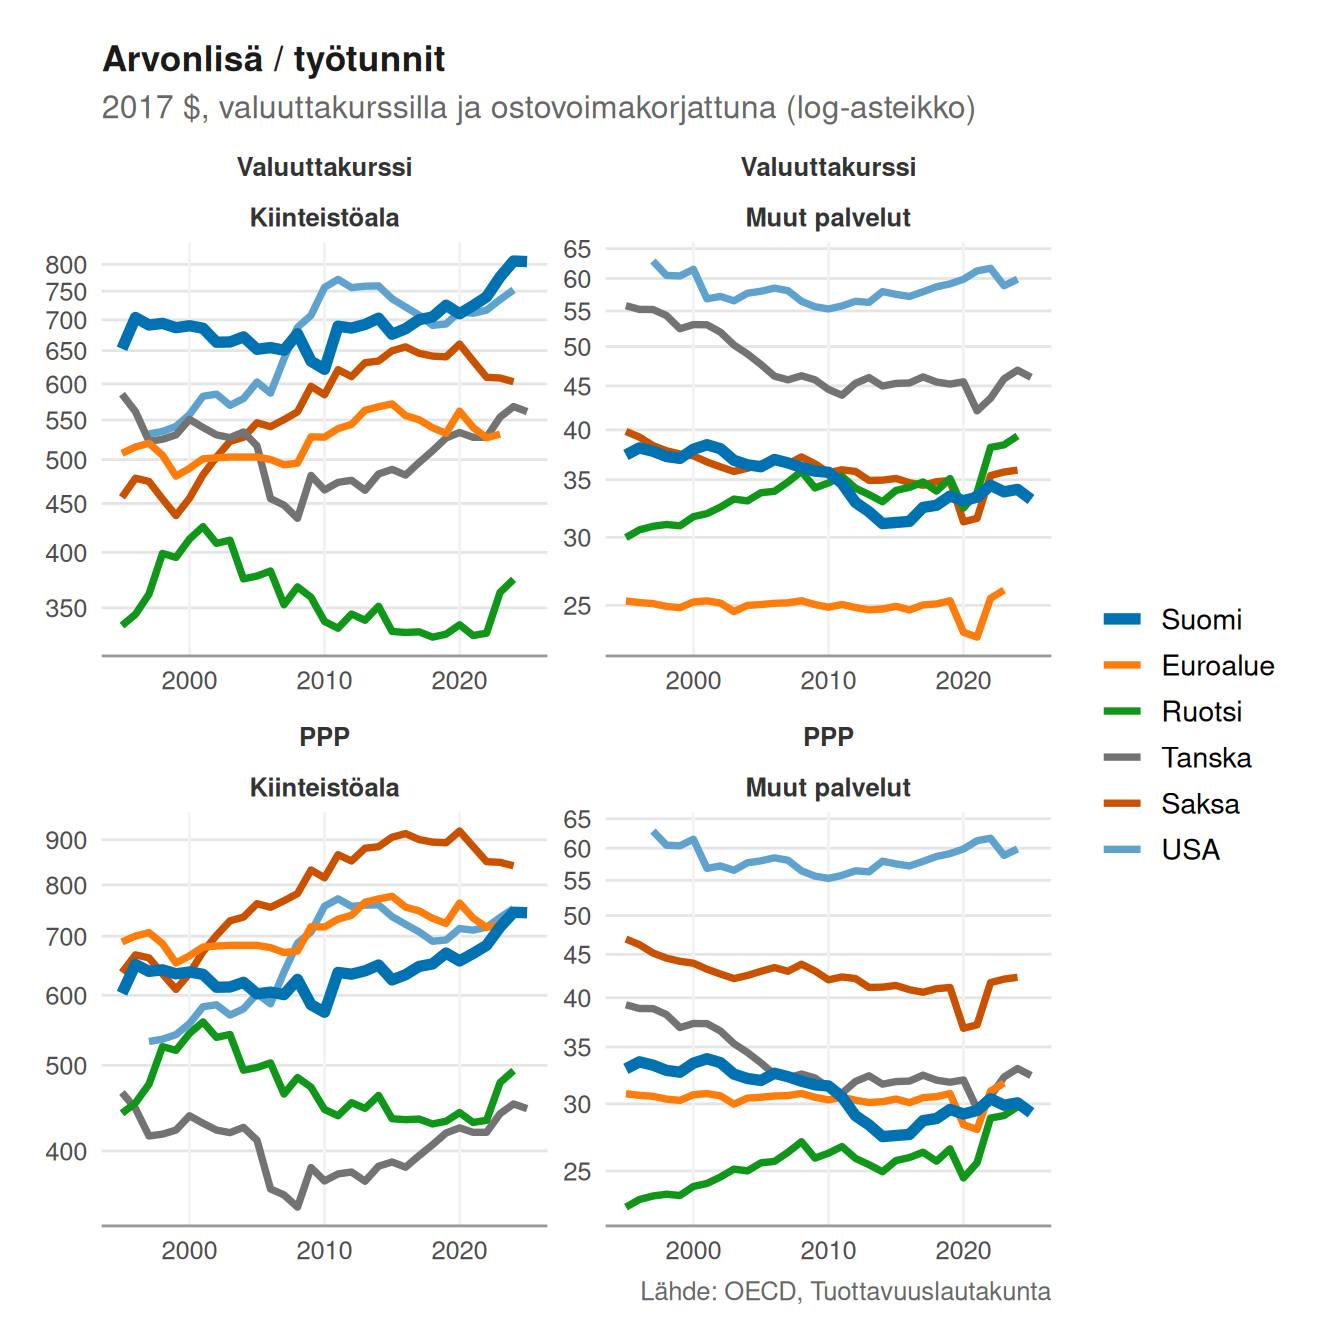 Arvonlisä / työtunnit
2017 $, valuuttakurssilla ja ostovoimakorjattuna (log-asteikko)
Valuuttakurssi
Kiinteistöala
800
750
700
650
600
550
500
450
400
350
2000 2010 2020
Valuuttakurssi
Muut palvelut
65
60
55
50
45
40
35
30
25
2000 2010 2020
PPP
Kiinteistöala
900
800
700
600
500
400
2000 2010 2020
PPP
Muut palvelut
65
60
55
50
45
40
35
30
25
2000 2010 2020
Suomi
Euroalue
Ruotsi
Tanska
Saksa
USA
Lähde: OECD, Tuottavuuslautakunta